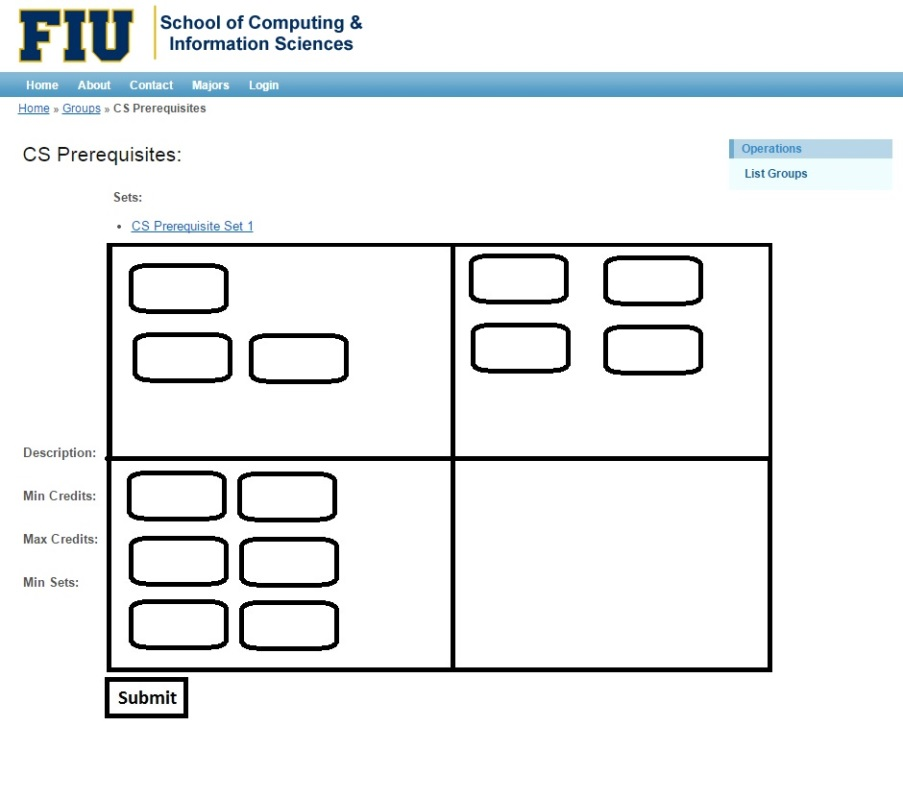 FIU
School of Computing &
Information Sciences
Home About Contact Majors Login
Home » Groups » CS Prerequisites
CS Prerequisites:
Operations
List Groups
Sets:
• CS Prerequisite Set 1
Description:
Min Credits:
Max Credits:
Min Sets:
Submit